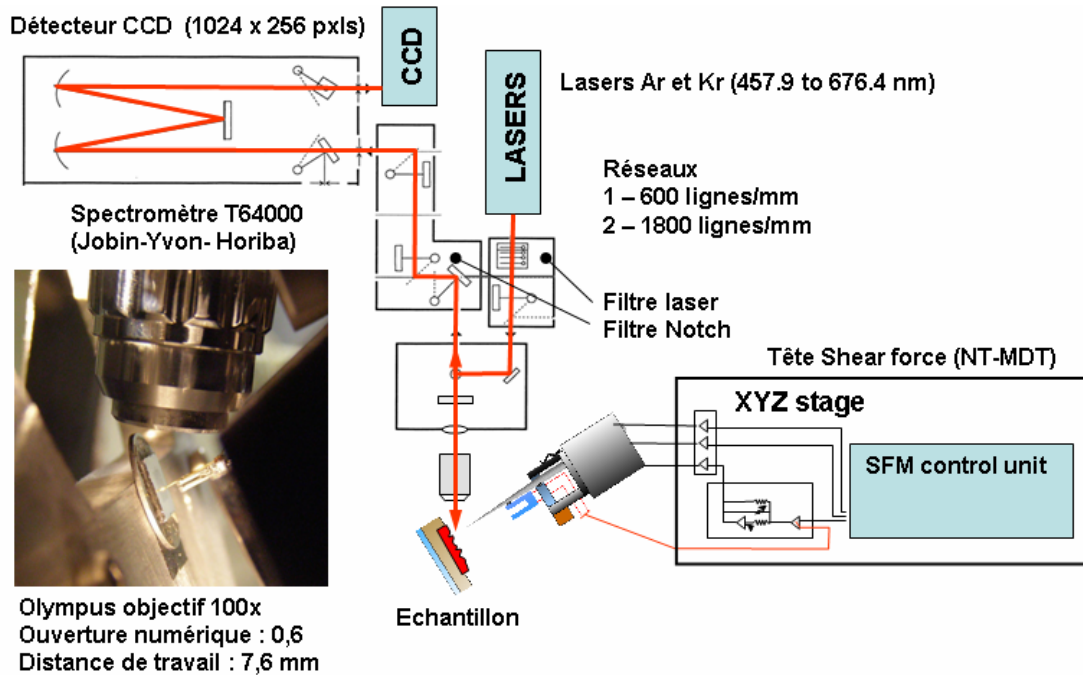 Détecteur CCD (1024 x 256 pxls)
CCD
LASERS
Lasers Ar et Kr (457.9 to 676.4 nm)
Réseaux
1 – 600 lignes/mm
2 – 1800 lignes/mm
Spectromètre T64000
(Jobin-Yvon- Horiba)
Filtre laser
Filtre Notch
Tête Shear force (NT-MDT)
XYZ stage
SFM control unit
Echantillon
Olympus objectif 100x
Ouverture numérique : 0,6
Distance de travail : 7,6 mm